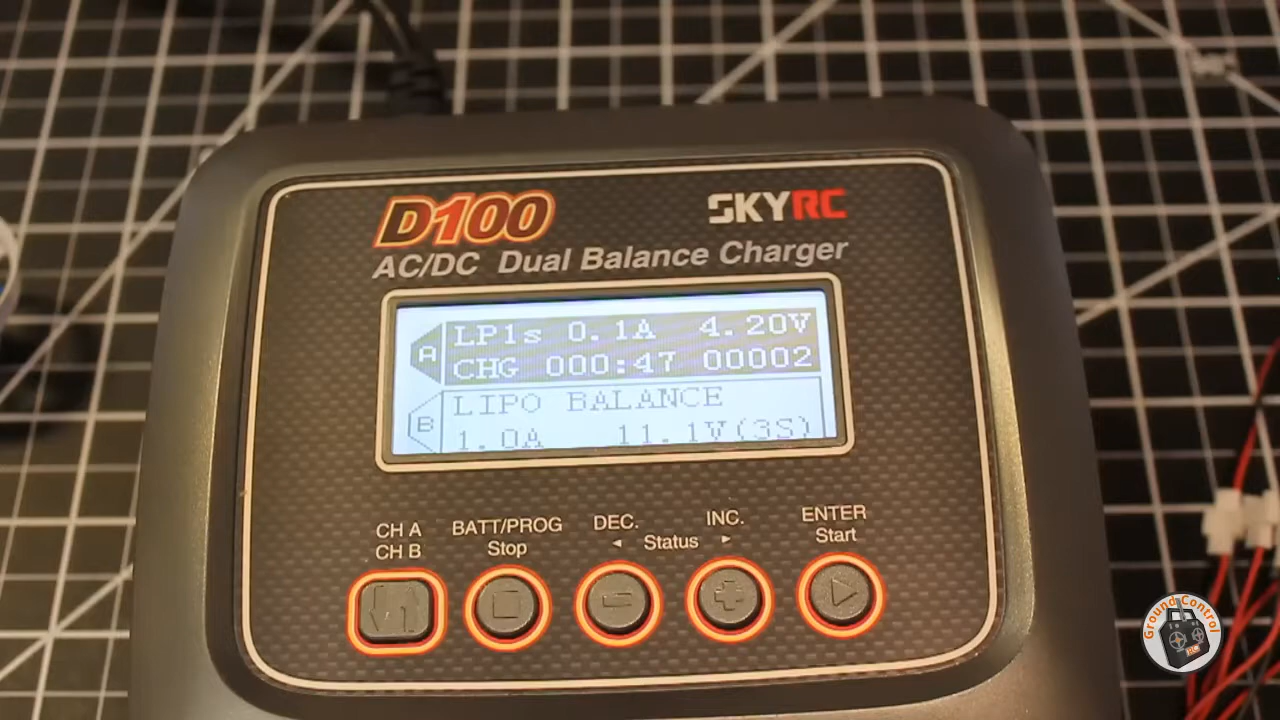 D100
SKYRC
AC/DC Dual Balance Charger
A
LP1s 0.1A 4.20V
CHG 000:47 00002
B
LIPO BALANCE
1.0A 11.1V(3S)
CH A
CH B
BATT/PROG
Stop
DEC.
INC.
◄ Status ►
ENTER
Start
Ground Control